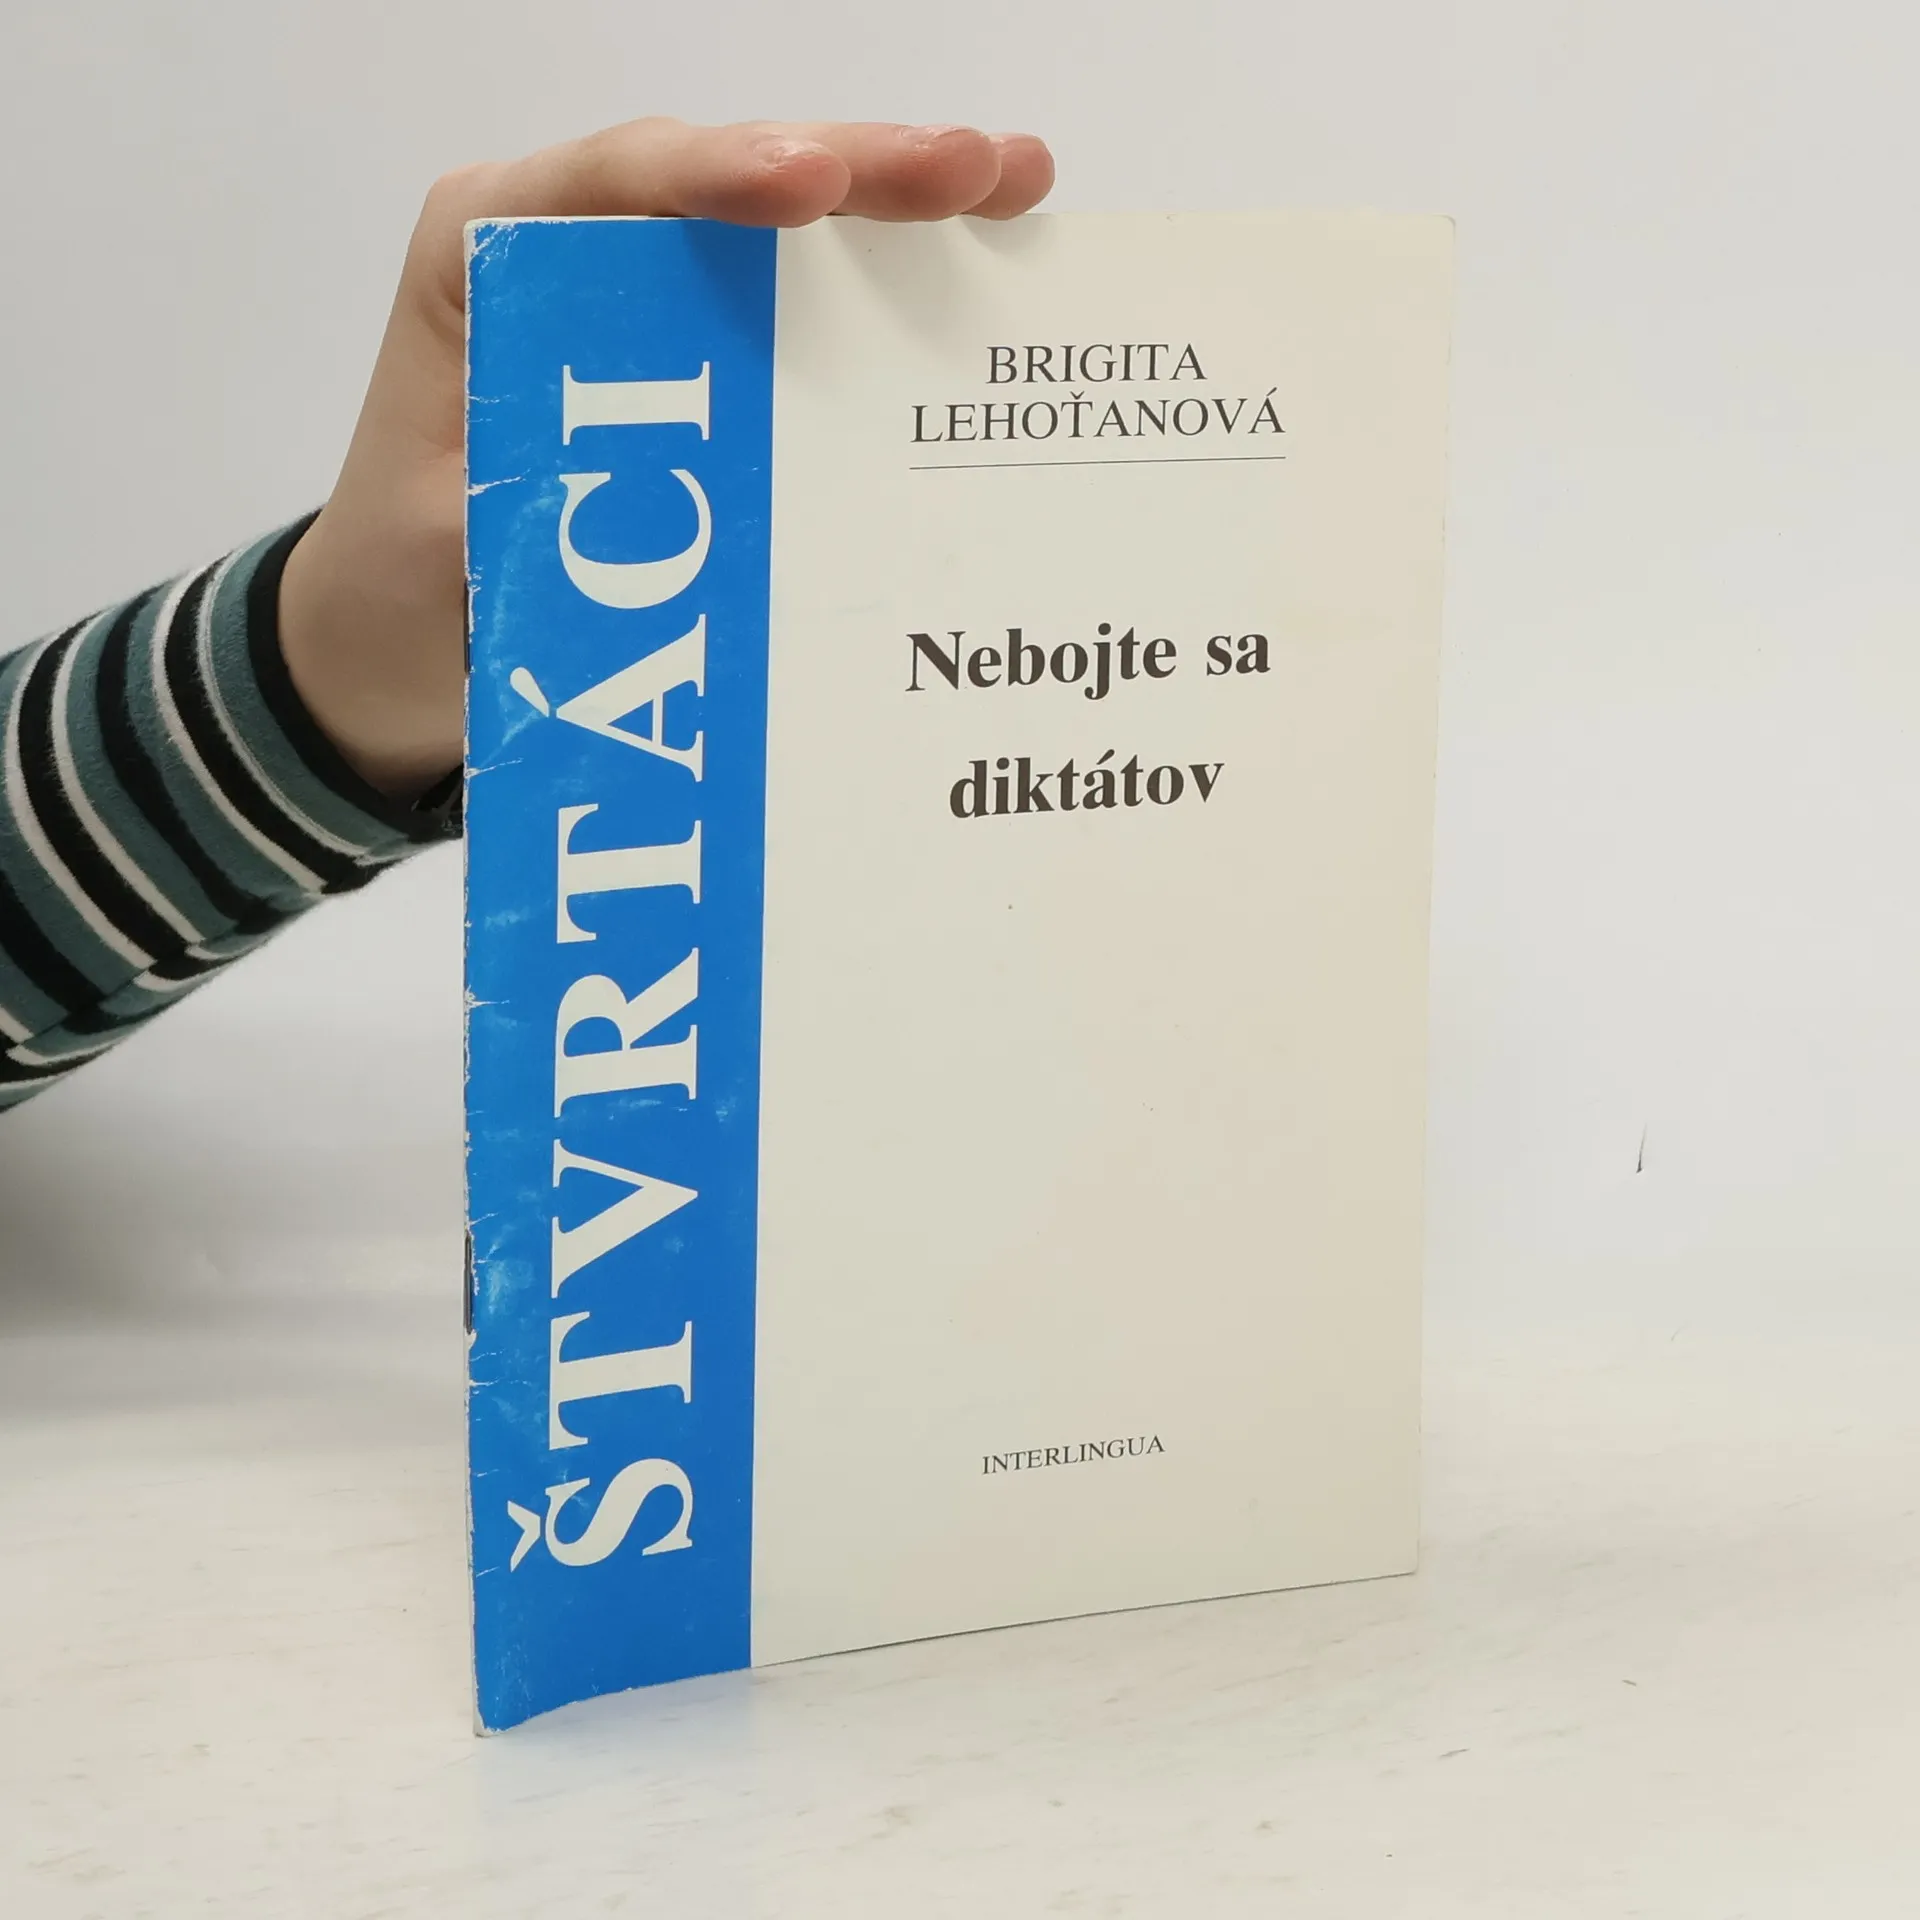 ŠTVRTÁCI
BRIGITA
LEHOŤANOVÁ
Nebojte sa
diktátov
INTERLINGUA